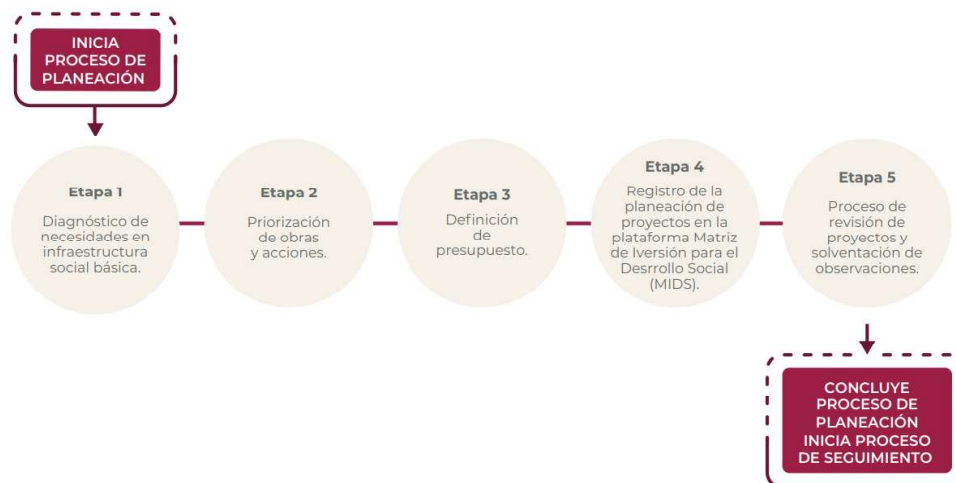 INICIA
PROCESO DE
PLANEACIÓN
Etapa 1
Diagnóstico de
necesidades en
infraestructura
social básica.
Etapa 2
Priorización
de obras
y acciones.
Etapa 3
Definición
de
presupuesto.
Etapa 4
Registro de la
planeación de
proyectos en la
plataforma Matriz
de Iversión para el
Desrrollo Social
(MIDS).
Etapa 5
Proceso de
revisión de
proyectos y
solventación de
observaciones.
CONCLUYE
PROCESO DE
PLANEACIÓN
INICIA PROCESO
DE SEGUIMIENTO